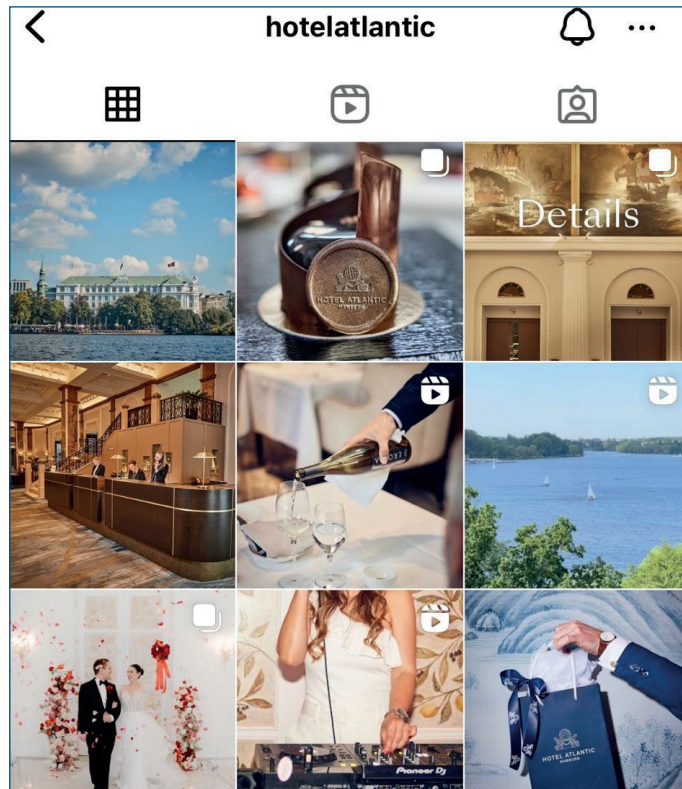 hotelatlantic
HOTEL ATLANTIC
HAMBURG
Details
Pioneer Dj
HOTEL ATLANTIC
HAMBURG